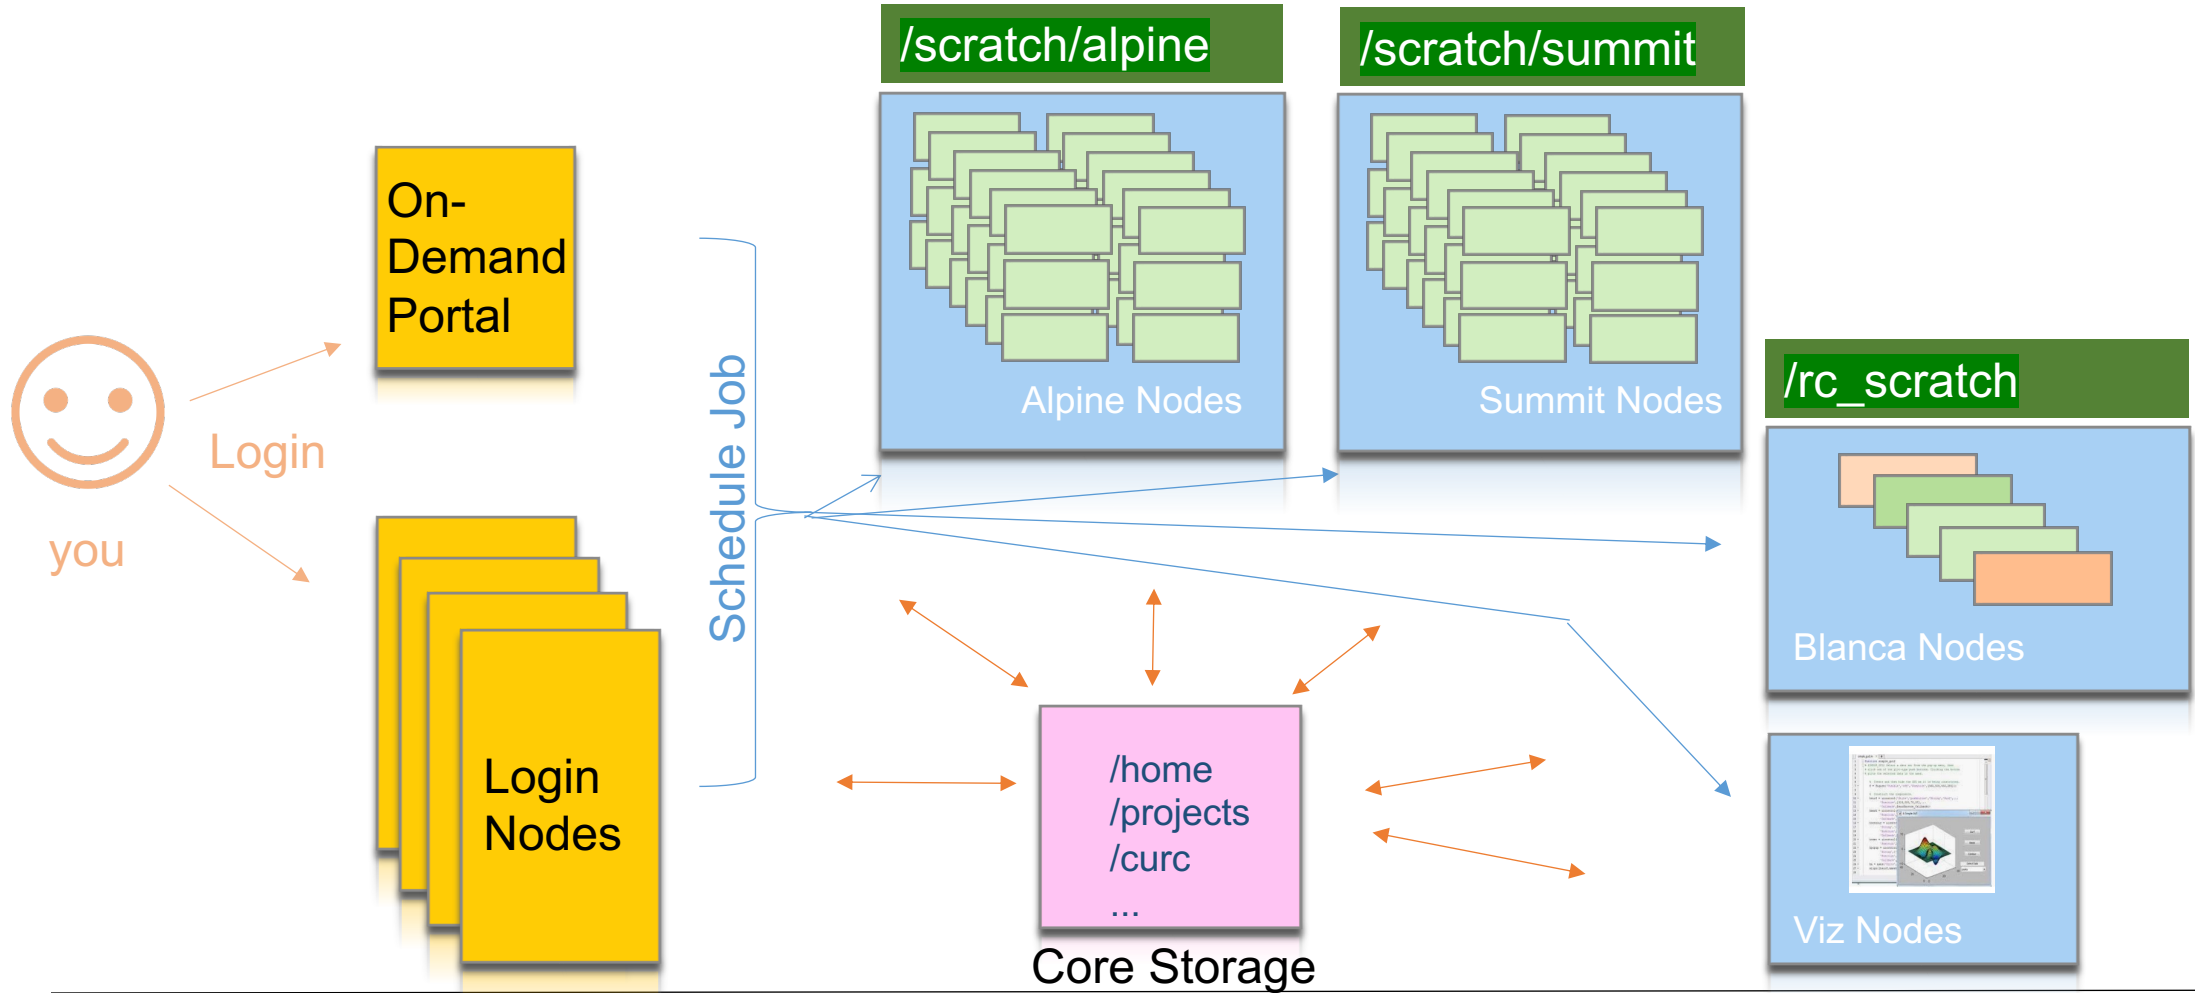 /scratch/alpine
/scratch/summit
On-
Demand
Portal
Alpine Nodes
Summit Nodes
/rc_scratch
Login
you
Schedule Job
Login
Nodes
Blanca Nodes
/home
/projects
/curc
...
Core Storage
Viz Nodes